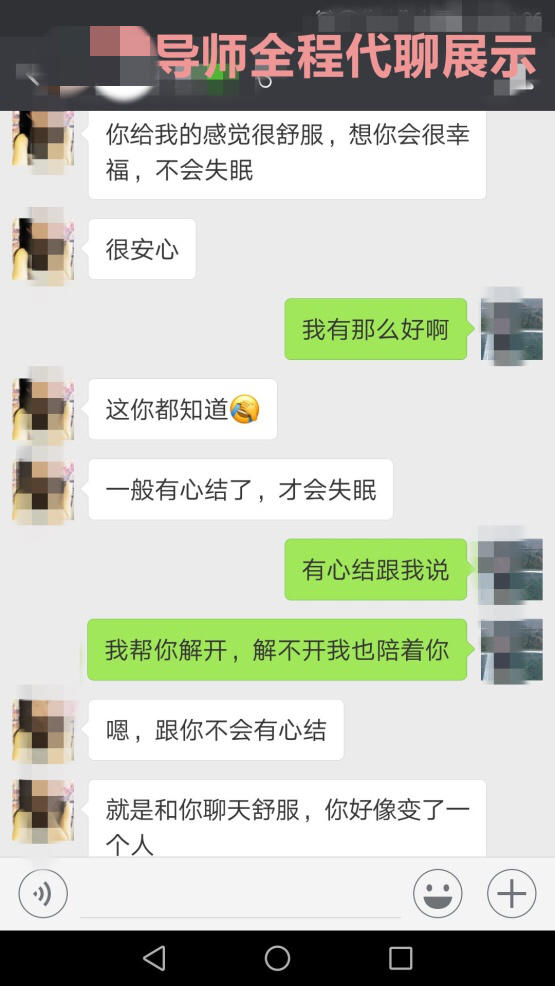 导师全程代聊展示
你给我的感觉很舒服，想你会很幸
福，不会失眠
很安心
我有那么好啊
这你都知道
一般有心结了，才会失眠
有心结跟我说
我帮你解开，解不开我也陪着你
嗯，跟你不会有心结
就是和你聊天舒服，你好像变了一
个人